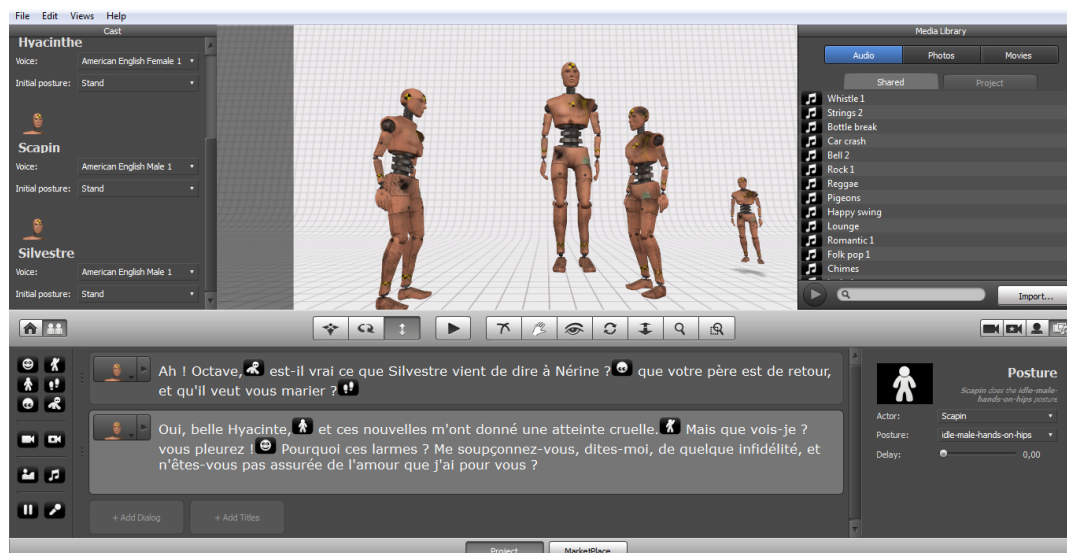 File Edit Views Help
Cast
Hyacinthe
Voice: American English Female 1
Initial posture: Stand
Scapin
Voice: American English Male 1
Initial posture: Stand
Silvestre
Voice: American English Male 1
Initial posture: Stand
Media Library
Audio Photos Movies
Shared Project
Whistle 1
Strings 2
Bottle break
Car crash
Bell 2
Rock 1
Reggae
Pigeons
Happy swing
Lounge
Romantic 1
Folk pop 1
Chimes
Import...
Ah ! Octave, est-il vrai ce que Silvestre vient de dire à Nérine ? que votre père est de retour,
et qu'il veut vous marier ?
Oui, belle Hyacinthe, et ces nouvelles m'ont donné une atteinte cruelle. Mais que vois-je ?
vous pleurez ! Pourquoi ces larmes ? Me soupçonnez-vous, dites-moi, de quelque infidélité, et
n'êtes-vous pas assurée de l'amour que j'ai pour vous ?
+ Add Dialog + Add Titles
Posture
Scapin does the idle-male-
hands-on-hips posture
Actor: Scapin
Posture: idle-male-hands-on-hips
Delay: 0,00
Project MarketPlace